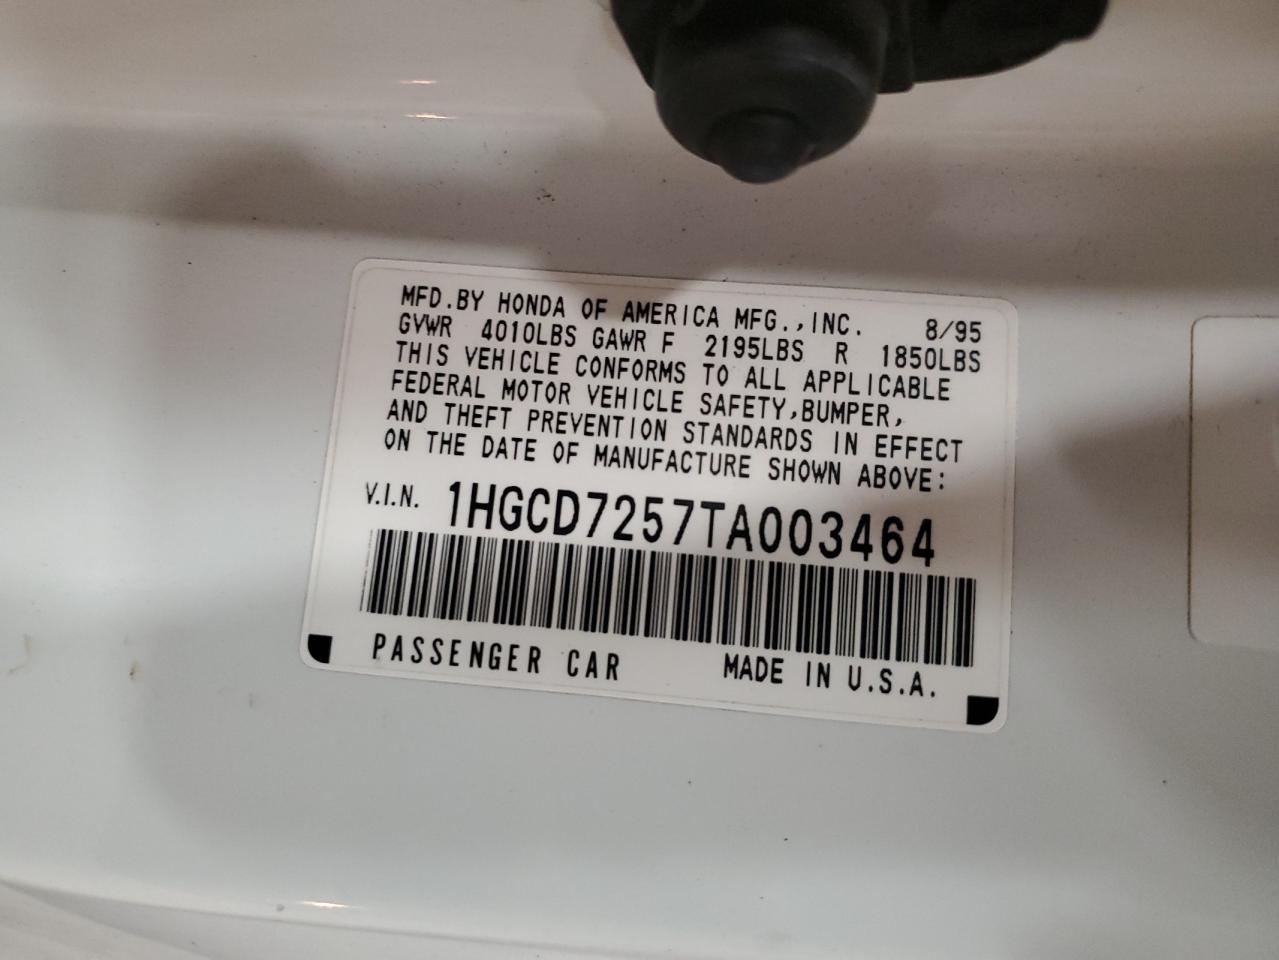 MFD.BY HONDA OF AMERICA MFG.,INC. 8/95
GVWR 4010LBS GAWR F 2195LBS R 1850LBS
THIS VEHICLE CONFORMS TO ALL APPLICABLE
FEDERAL MOTOR VEHICLE SAFETY,BUMPER,
AND THEFT PREVENTION STANDARDS IN EFFECT
ON THE DATE OF MANUFACTURE SHOWN ABOVE:
V.I.N. 1HGCD7257TA003464
PASSENGER CAR MADE IN U.S.A.